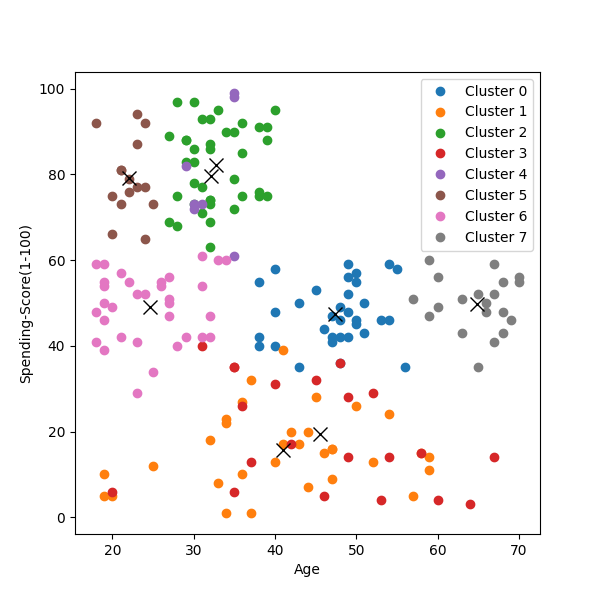 100
80
60
40
20
0
Spending-Score(1-100)
20 30 40 50 60 70
Age
Cluster 0
Cluster 1
Cluster 2
Cluster 3
Cluster 4
Cluster 5
Cluster 6
Cluster 7